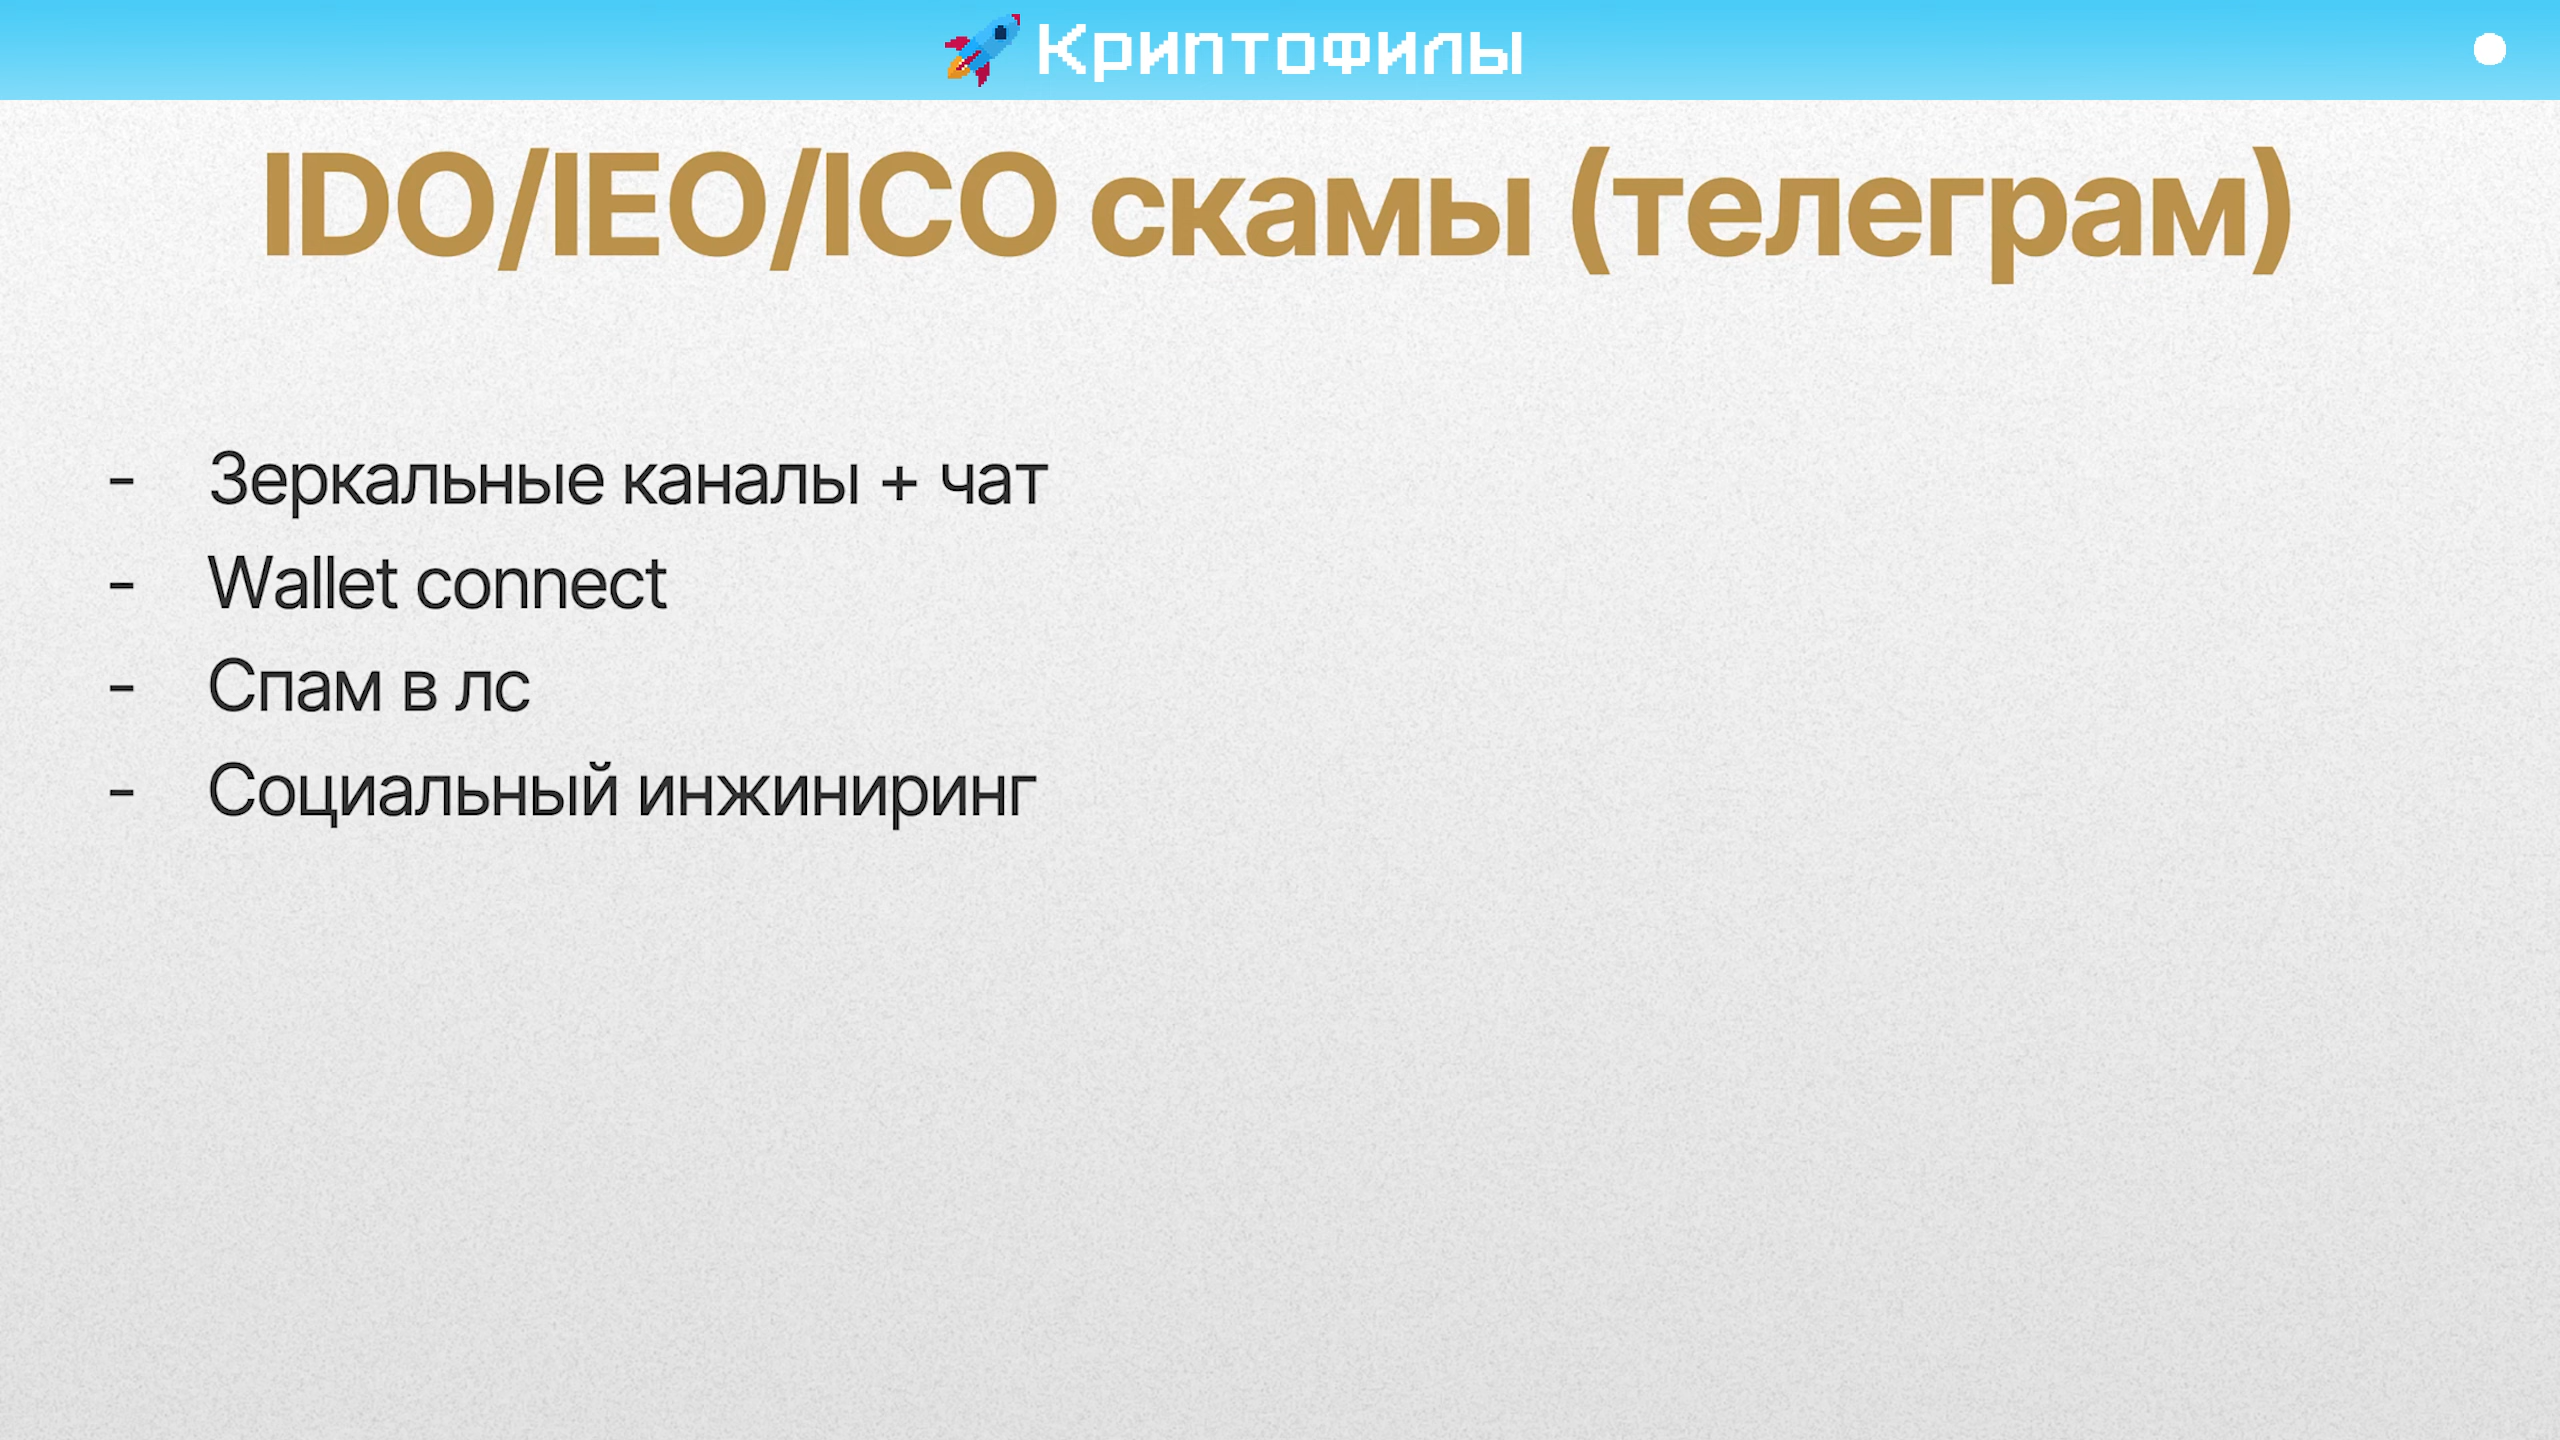 Криптофилы
IDO/IEO/ICO скамы (телеграм)
- Зеркальные каналы + чат
- Wallet connect
- Спам в лс
- Социальный инжиниринг